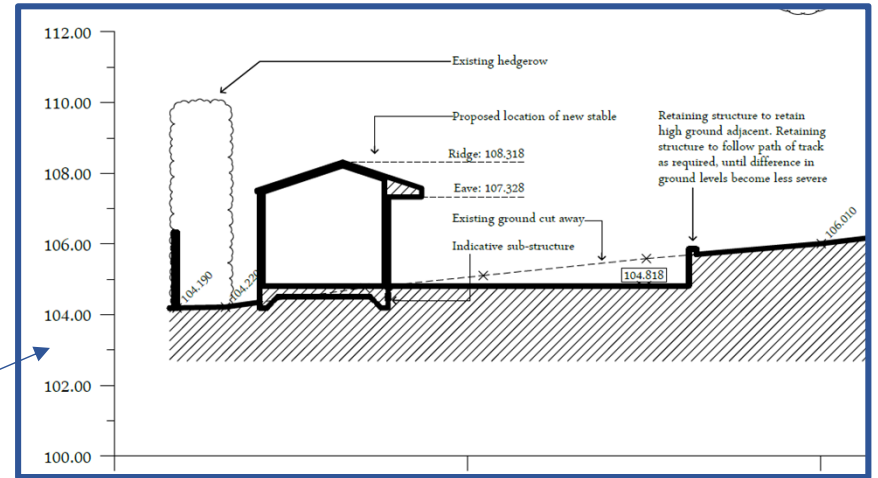 112.00
Existing hedgerow
110.00
Proposed location of new stable
Retaining structure to retain
high ground adjacent. Retaining
structure to follow path of track
as required, until difference in
ground levels become less severe
Ridge: 108.318
108.00
Eave: 107.328
Existing ground cut away
106.010
106.00
Indicative sub-structure
104.818
104.190
104.220
104.00
102.00
100.00